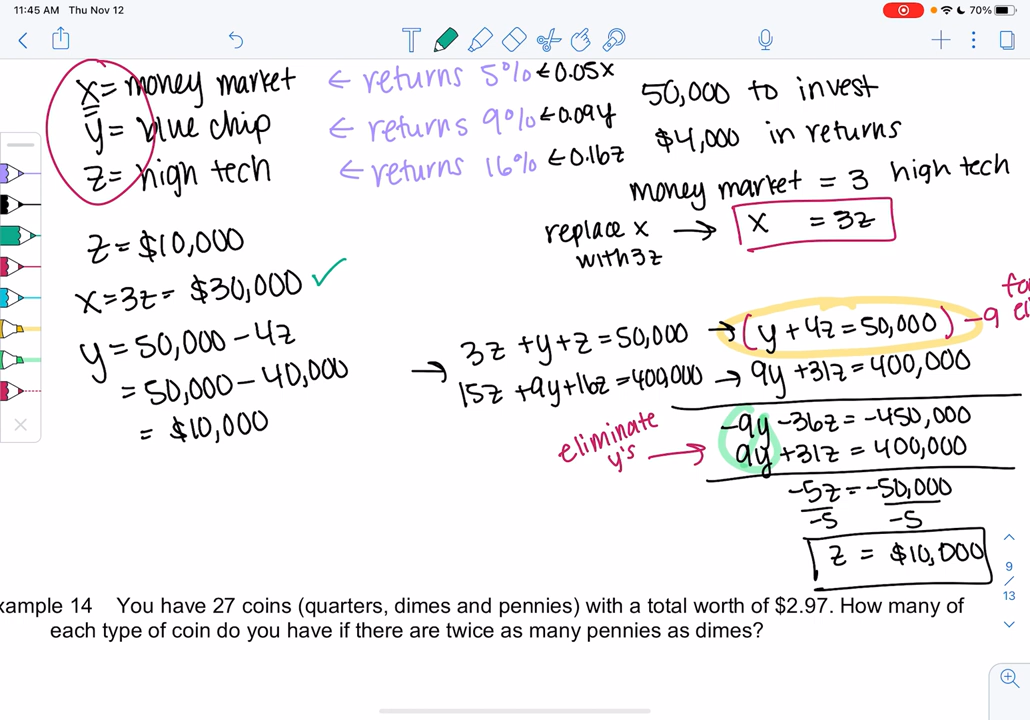 11:45 AM Thu Nov 12
70%
x = money market ← returns 5% ← 0.05x
y = blue chip ← returns 9% ← 0.09y
z = high tech ← returns 16% ← 0.16z
50,000 to invest
$4,000 in returns
money market = 3 high tech
replace x → x = 3z
with 3z
z = $10,000
x = 3z = $30,000 ✓
y = 50,000 - 4z
= 50,000 - 40,000
= $10,000
→ 3z + y + z = 50,000 → (y + 4z = 50,000) -9
15z + 9y + 16z = 400,000 → 9y + 31z = 400,000
eliminate
y's →
-9y - 36z = -450,000
9y + 31z = 400,000
-5z = -50,000
-5 -5
z = $10,000
9
/
13
xample 14 You have 27 coins (quarters, dimes and pennies) with a total worth of $2.97. How many of
each type of coin do you have if there are twice as many pennies as dimes?